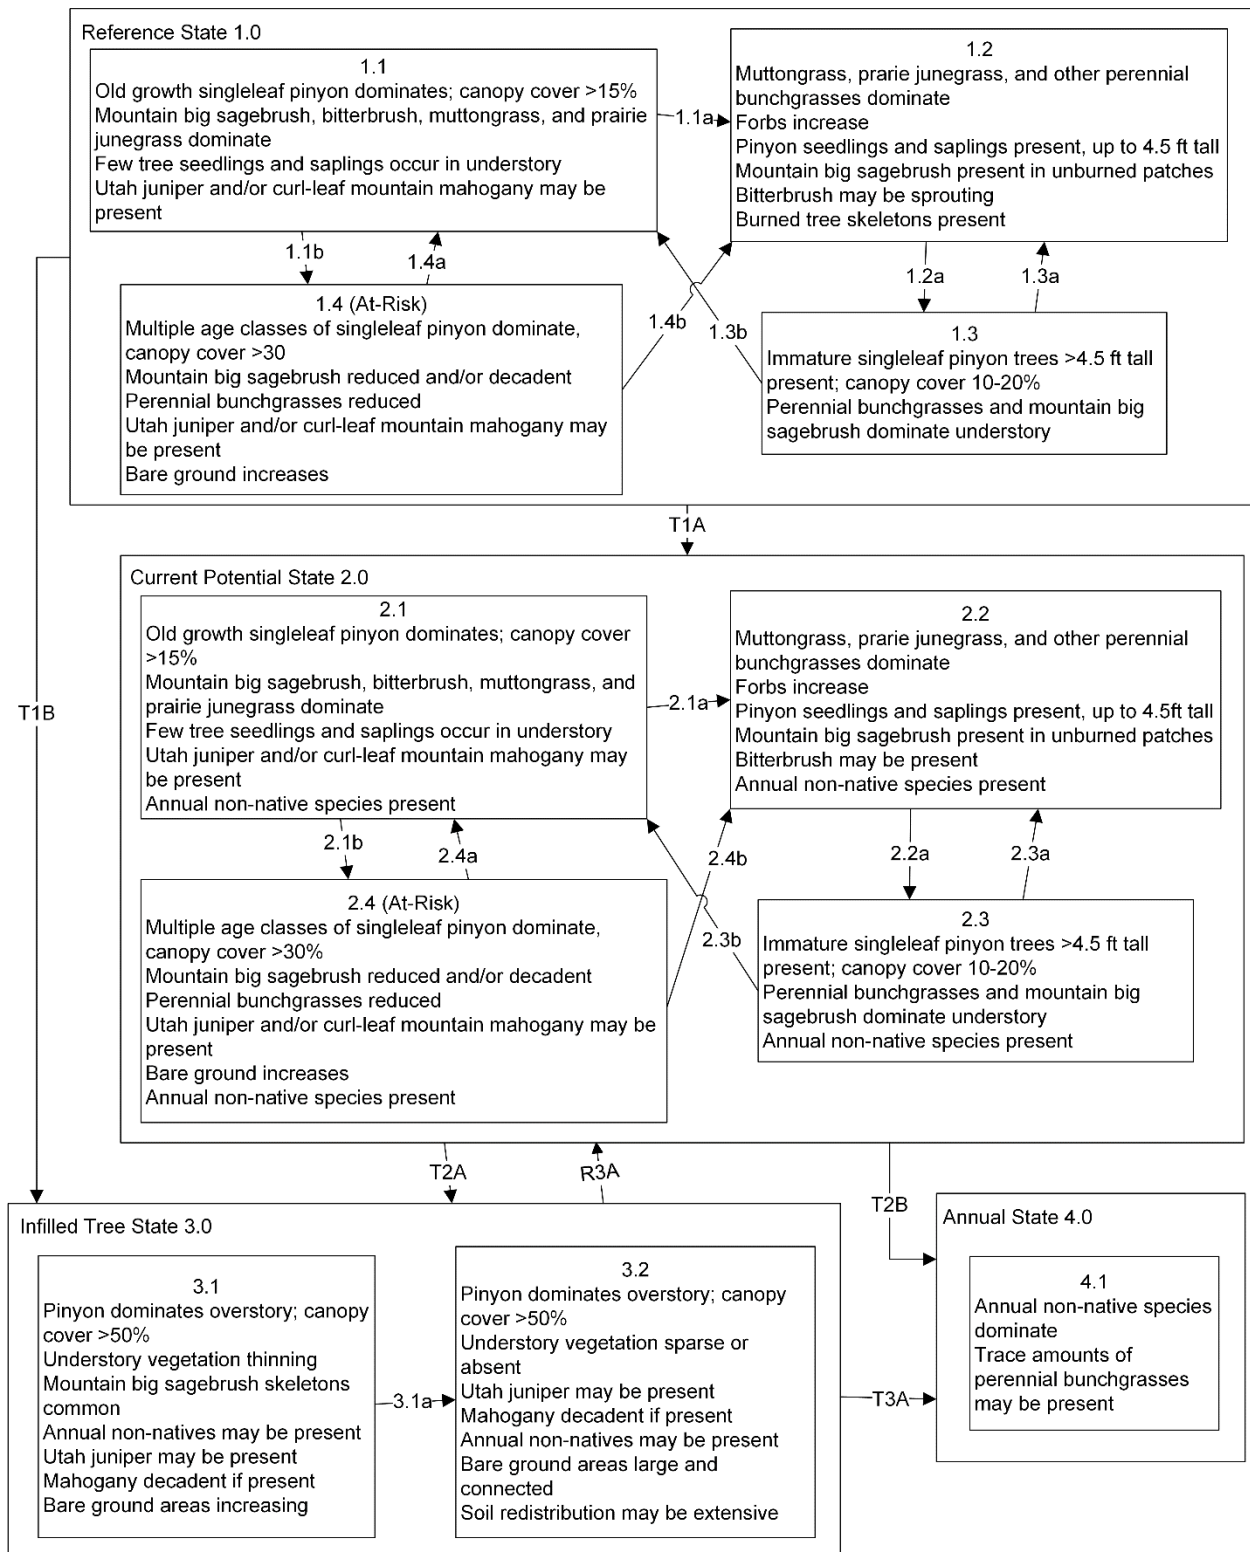 Reference State 1.0
1.1
Old growth singleleaf pinyon dominates; canopy cover >15%
Mountain big sagebrush, bitterbrush, muttongrass, and prairie
junegrass dominate
Few tree seedlings and saplings occur in understory
Utah juniper and/or curl-leaf mountain mahogany may be
present
1.1a
1.2
Muttongrass, prarie junegrass, and other perennial
bunchgrasses dominate
Forbs increase
Pinyon seedlings and saplings present, up to 4.5 ft tall
Mountain big sagebrush present in unburned patches
Bitterbrush may be sprouting
Burned tree skeletons present
1.1b
1.4a
1.4b
1.3b
1.2a
1.3a
1.4 (At-Risk)
Multiple age classes of singleleaf pinyon dominate,
canopy cover >30
Mountain big sagebrush reduced and/or decadent
Perennial bunchgrasses reduced
Utah juniper and/or curl-leaf mountain mahogany may
be present
Bare ground increases
1.3
Immature singleleaf pinyon trees >4.5 ft tall
present; canopy cover 10-20%
Perennial bunchgrasses and mountain big
sagebrush dominate understory
T1A
T1B
Current Potential State 2.0
2.1
Old growth singleleaf pinyon dominates; canopy cover
>15%
Mountain big sagebrush, bitterbrush, muttongrass, and
prairie junegrass dominate
Few tree seedlings and saplings occur in understory
Utah juniper and/or curl-leaf mountain mahogany may
be present
Annual non-native species present
2.1a
2.2
Muttongrass, prarie junegrass, and other perennial
bunchgrasses dominate
Forbs increase
Pinyon seedlings and saplings present, up to 4.5ft tall
Mountain big sagebrush present in unburned patches
Bitterbrush may be present
Annual non-native species present
2.1b
2.4a
2.4b
2.3b
2.2a
2.3a
2.4 (At-Risk)
Multiple age classes of singleleaf pinyon dominate,
canopy cover >30%
Mountain big sagebrush reduced and/or decadent
Perennial bunchgrasses reduced
Utah juniper and/or curl-leaf mountain mahogany may be
present
Bare ground increases
Annual non-native species present
2.3
Immature singleleaf pinyon trees >4.5 ft tall
present; canopy cover 10-20%
Perennial bunchgrasses and mountain big
sagebrush dominate understory
Annual non-native species present
T2A
R3A
T2B
Infilled Tree State 3.0
3.1
Pinyon dominates overstory; canopy
cover >50%
Understory vegetation thinning
Mountain big sagebrush skeletons
common
Annual non-natives may be present
Utah juniper may be present
Mahogany decadent if present
Bare ground areas increasing
3.1a
3.2
Pinyon dominates overstory; canopy
cover >50%
Understory vegetation sparse or
absent
Utah juniper may be present
Mahogany decadent if present
Annual non-natives may be present
Bare ground areas large and
connected
Soil redistribution may be extensive
T3A
Annual State 4.0
4.1
Annual non-native species
dominate
Trace amounts of
perennial bunchgrasses
may be present